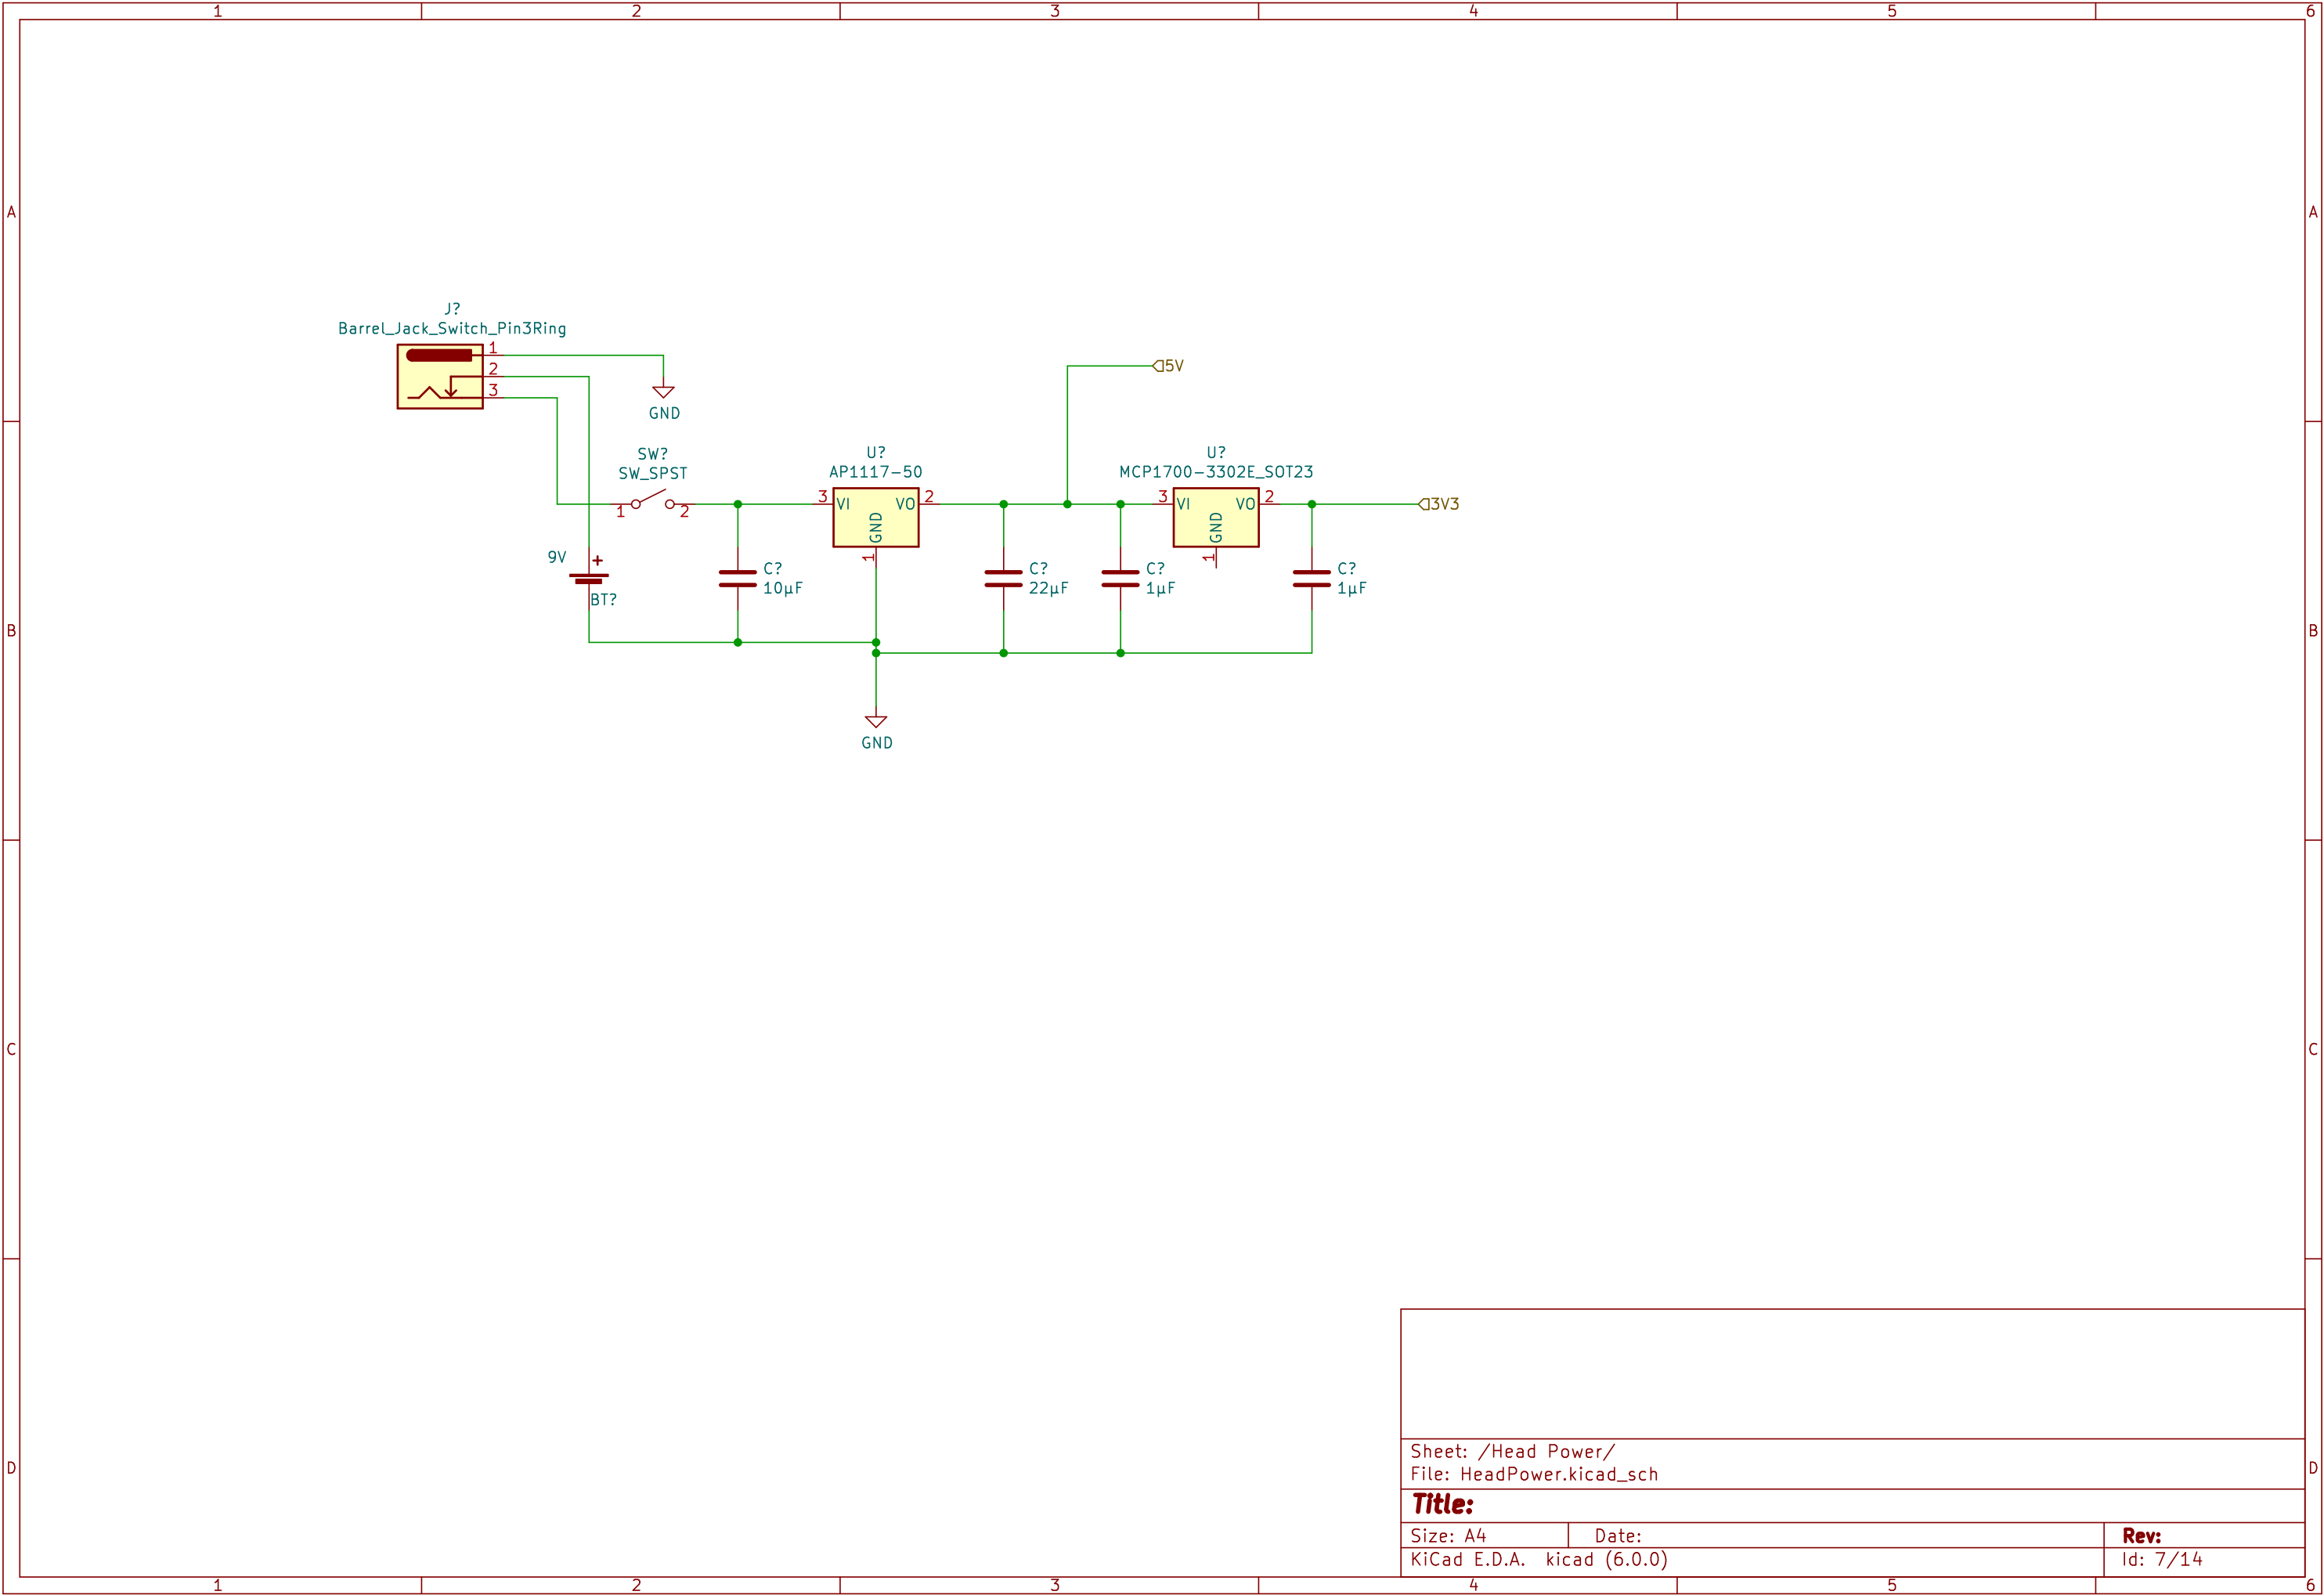 1 2 3 4 5 6
A A
J?
Barrel_Jack_Switch_Pin3Ring
1
2
3
GND
5V
SW?
SW_SPST
1 2
U?
AP1117-50
3 VI VO 2
GND
1
U?
MCP1700-3302E_SOT23
3 VI VO 2
GND
1
3V3
9V
+
BT?
C?
10µF
C?
22µF
C?
1µF
C?
1µF
B B
GND
C C
D D
Sheet: /Head Power/
File: HeadPower.kicad_sch
Title:
Size: A4 Date: Rev:
KiCad E.D.A. kicad (6.0.0) Id: 7/14
1 2 3 4 5 6